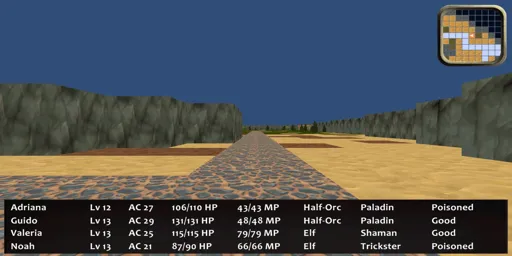 Adriana Lv 12 AC 27 106/110 HP 43/43 MP Half-Orc Paladin Poisoned
Guido Lv 13 AC 29 131/131 HP 48/48 MP Half-Orc Paladin Good
Valeria Lv 13 AC 25 115/115 HP 79/79 MP Elf Shaman Good
Noah Lv 13 AC 21 87/90 HP 66/66 MP Elf Trickster Poisoned